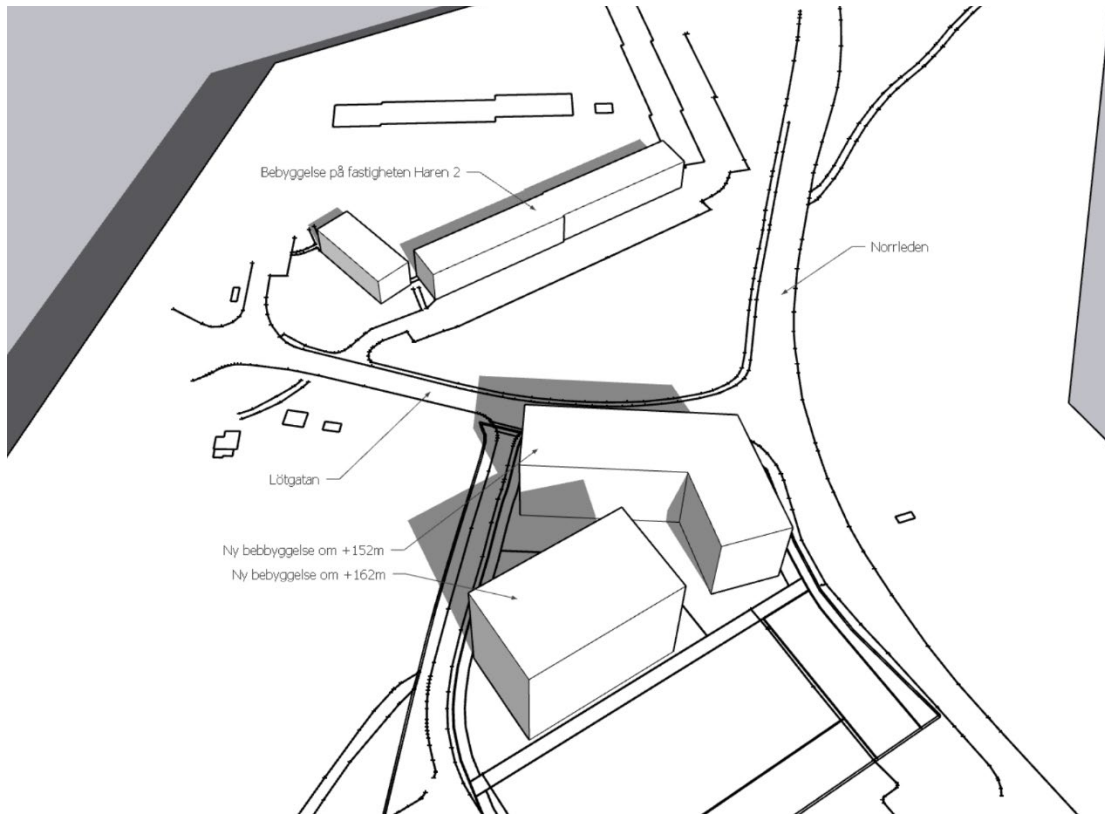 Bebyggelse på fastigheten Haren 2
Norrleden
Lötgatan
Ny bebbyggelse om +152m
Ny bebyggelse om +162m